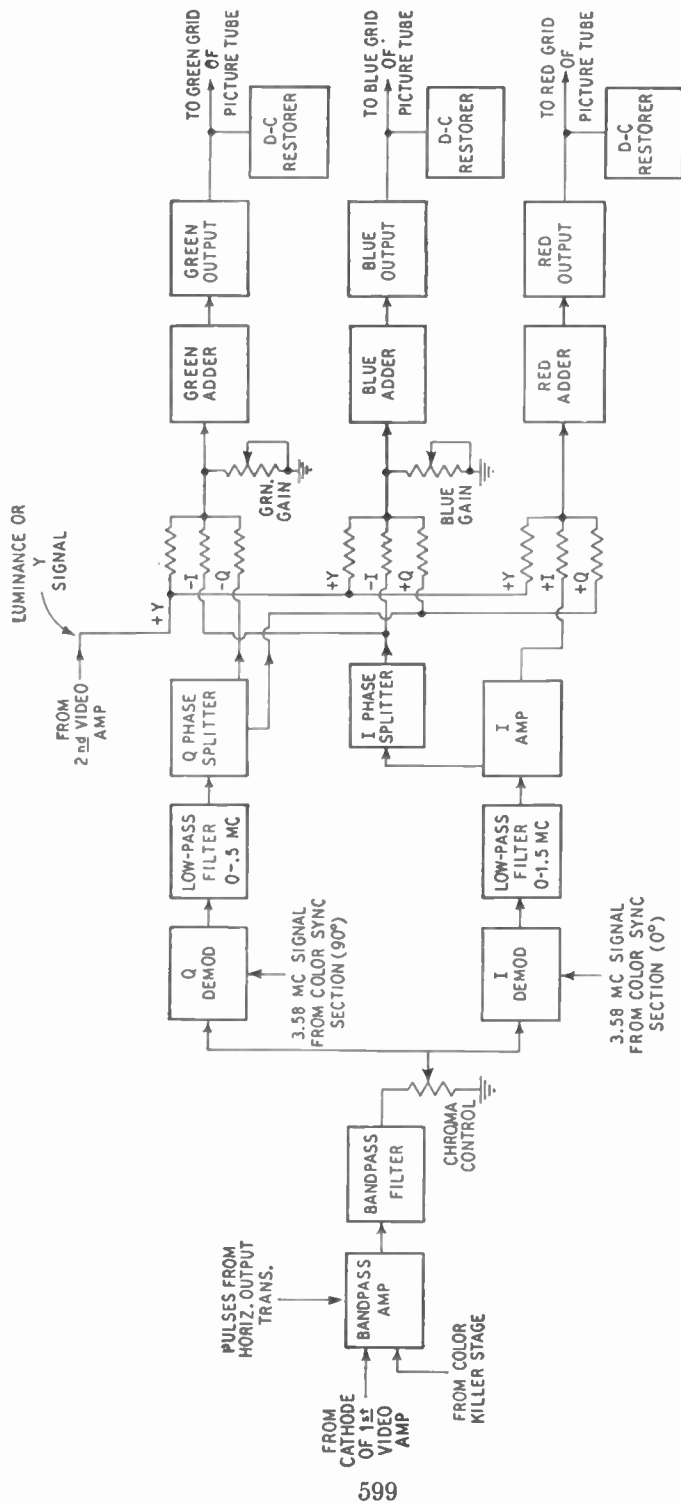 PULSES FROM
HORIZ. OUTPUT
TRANS.
FROM
CATHODE
OF 1st
VIDEO
AMP
FROM COLOR
KILLER STAGE
BANDPASS
AMP
BANDPASS
FILTER
CHROMA
CONTROL
Q
DEMOD
3.58 MC SIGNAL
FROM COLOR SYNC
SECTION (90°)
LOW-PASS
FILTER
0-.5 MC
Q PHASE
SPLITTER
I
DEMOD
3.58 MC SIGNAL
FROM COLOR SYNC
SECTION (0°)
LOW-PASS
FILTER
0-1.5 MC
I
AMP
I PHASE
SPLITTER
FROM
2nd VIDEO
AMP
LUMINANCE OR
Y
SIGNAL
+Y
-I
-Q
GRN.
GAIN
GREEN
ADDER
GREEN
OUTPUT
TO GREEN GRID
OF
PICTURE TUBE
D-C
RESTORER
+Y
-I
+Q
BLUE
GAIN
BLUE
ADDER
BLUE
OUTPUT
TO BLUE GRID
OF
PICTURE TUBE
D-C
RESTORER
+Y
+I
+Q
RED
ADDER
RED
OUTPUT
TO RED GRID
OF
PICTURE TUBE
D-C
RESTORER
599